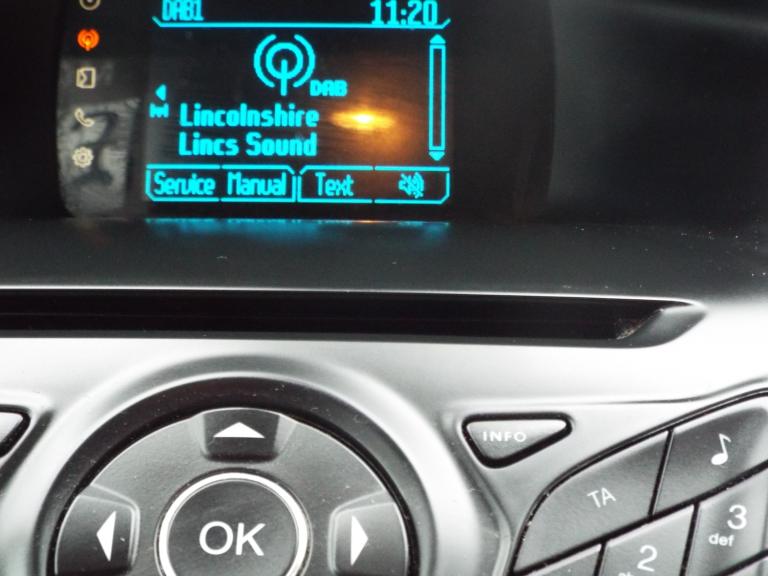 DAB1 11:20
DAB
Lincolnshire
Lincs Sound
Service Manual Text
INFO
TA
3
def
2
OK